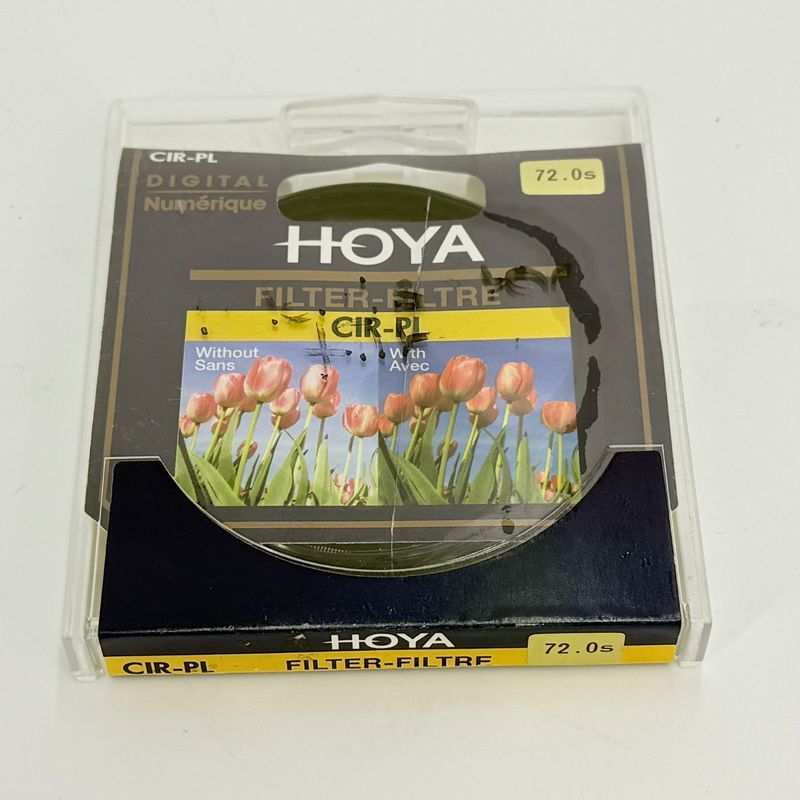 CIR-PL
DIGITAL
Numérique
72.0s
HOYA
FILTER-FILTRE
CIR-PL
Without
Sans
With
Avec
HOYA
CIR-PL FILTER-FILTRE 72.0s